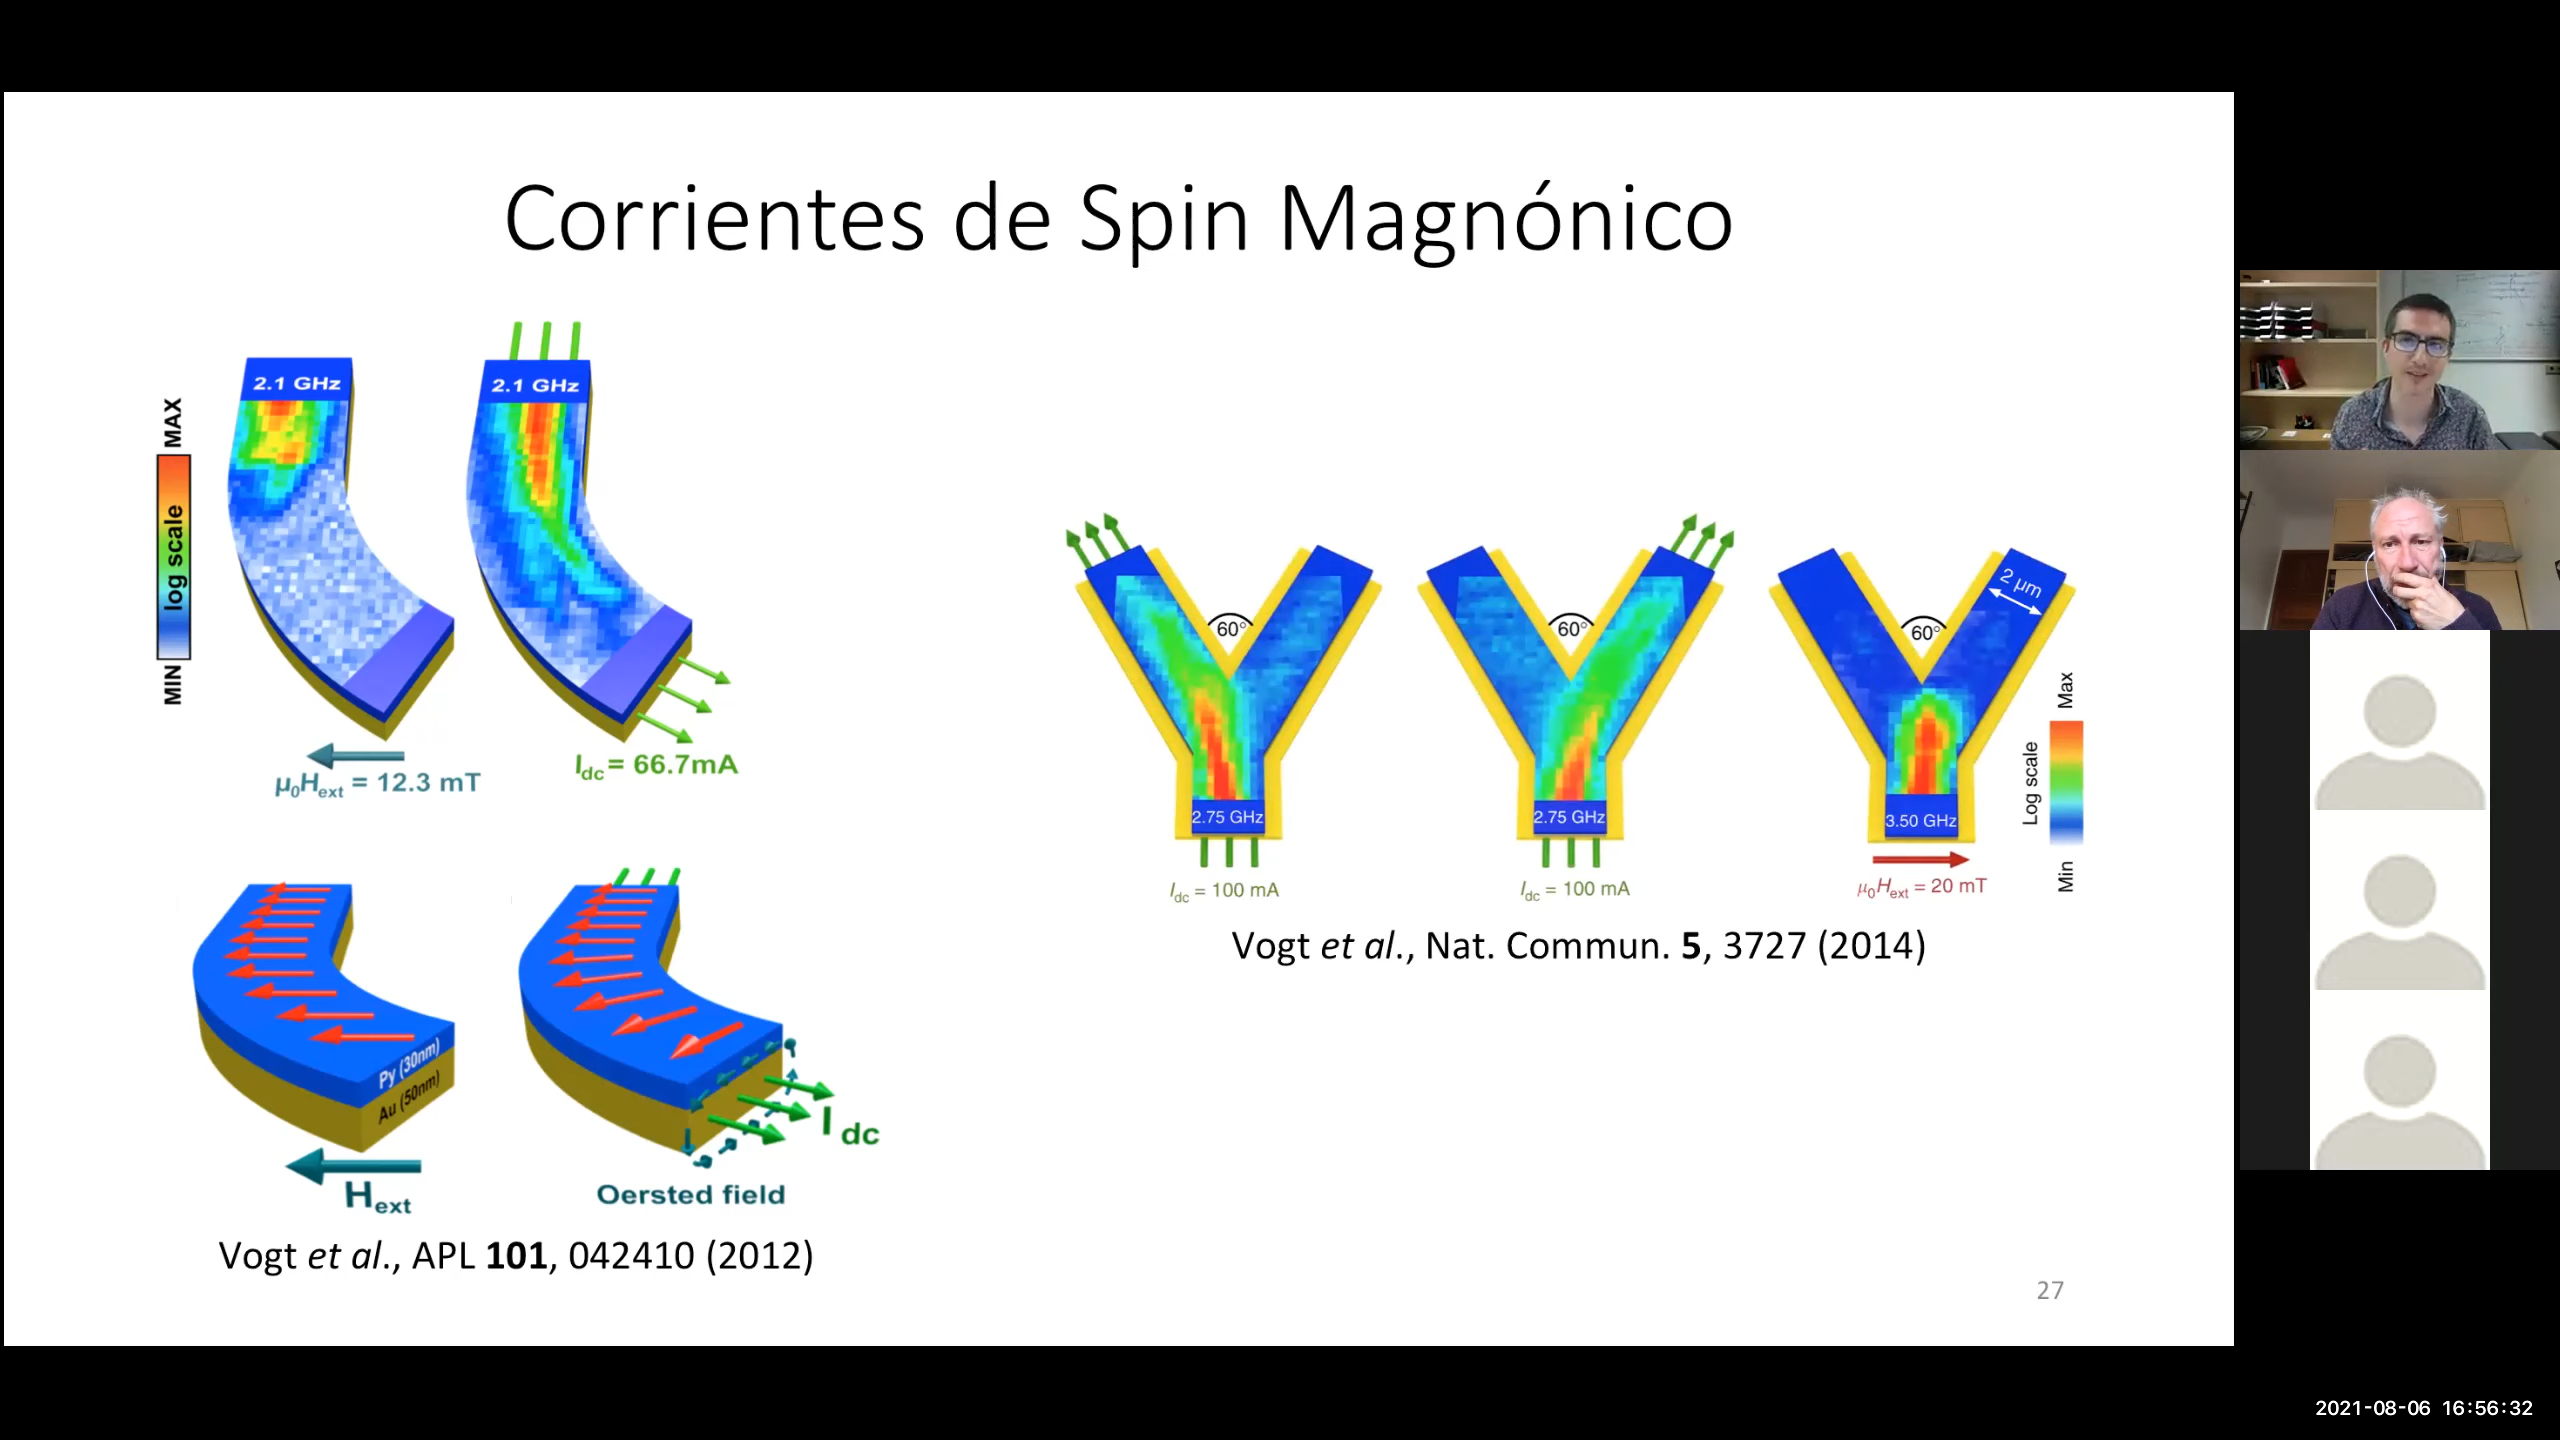 Corrientes de Spin Magnónico
MAX
log scale
MIN
2.1 GHz
2.1 GHz
μ₀Hext = 12.3 mT
Idc = 66.7mA
Py (30nm)
Au (50nm)
Hext
Idc
Oersted field
Vogt et al., APL 101, 042410 (2012)
60°
60°
60°
2 μm
2.75 GHz
2.75 GHz
3.50 GHz
Idc = 100 mA
Idc = 100 mA
μ₀Hext = 20 mT
Max
Log scale
Min
Vogt et al., Nat. Commun. 5, 3727 (2014)
27
2021-08-06 16:56:32